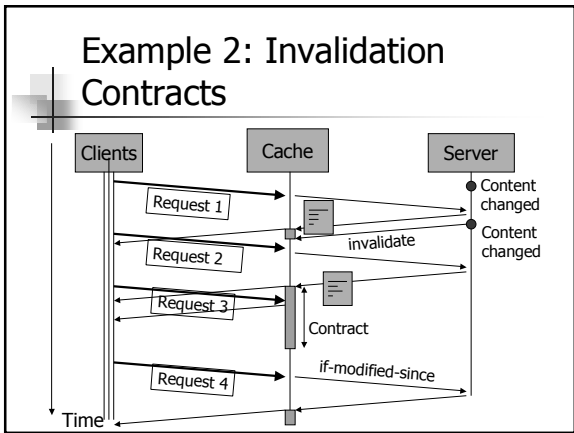 Example 2: Invalidation
Contracts
Clients
Cache
Server
Content
changed
Request 1
Content
changed
invalidate
Request 2
Request 3
Contract
if-modified-since
Request 4
Time